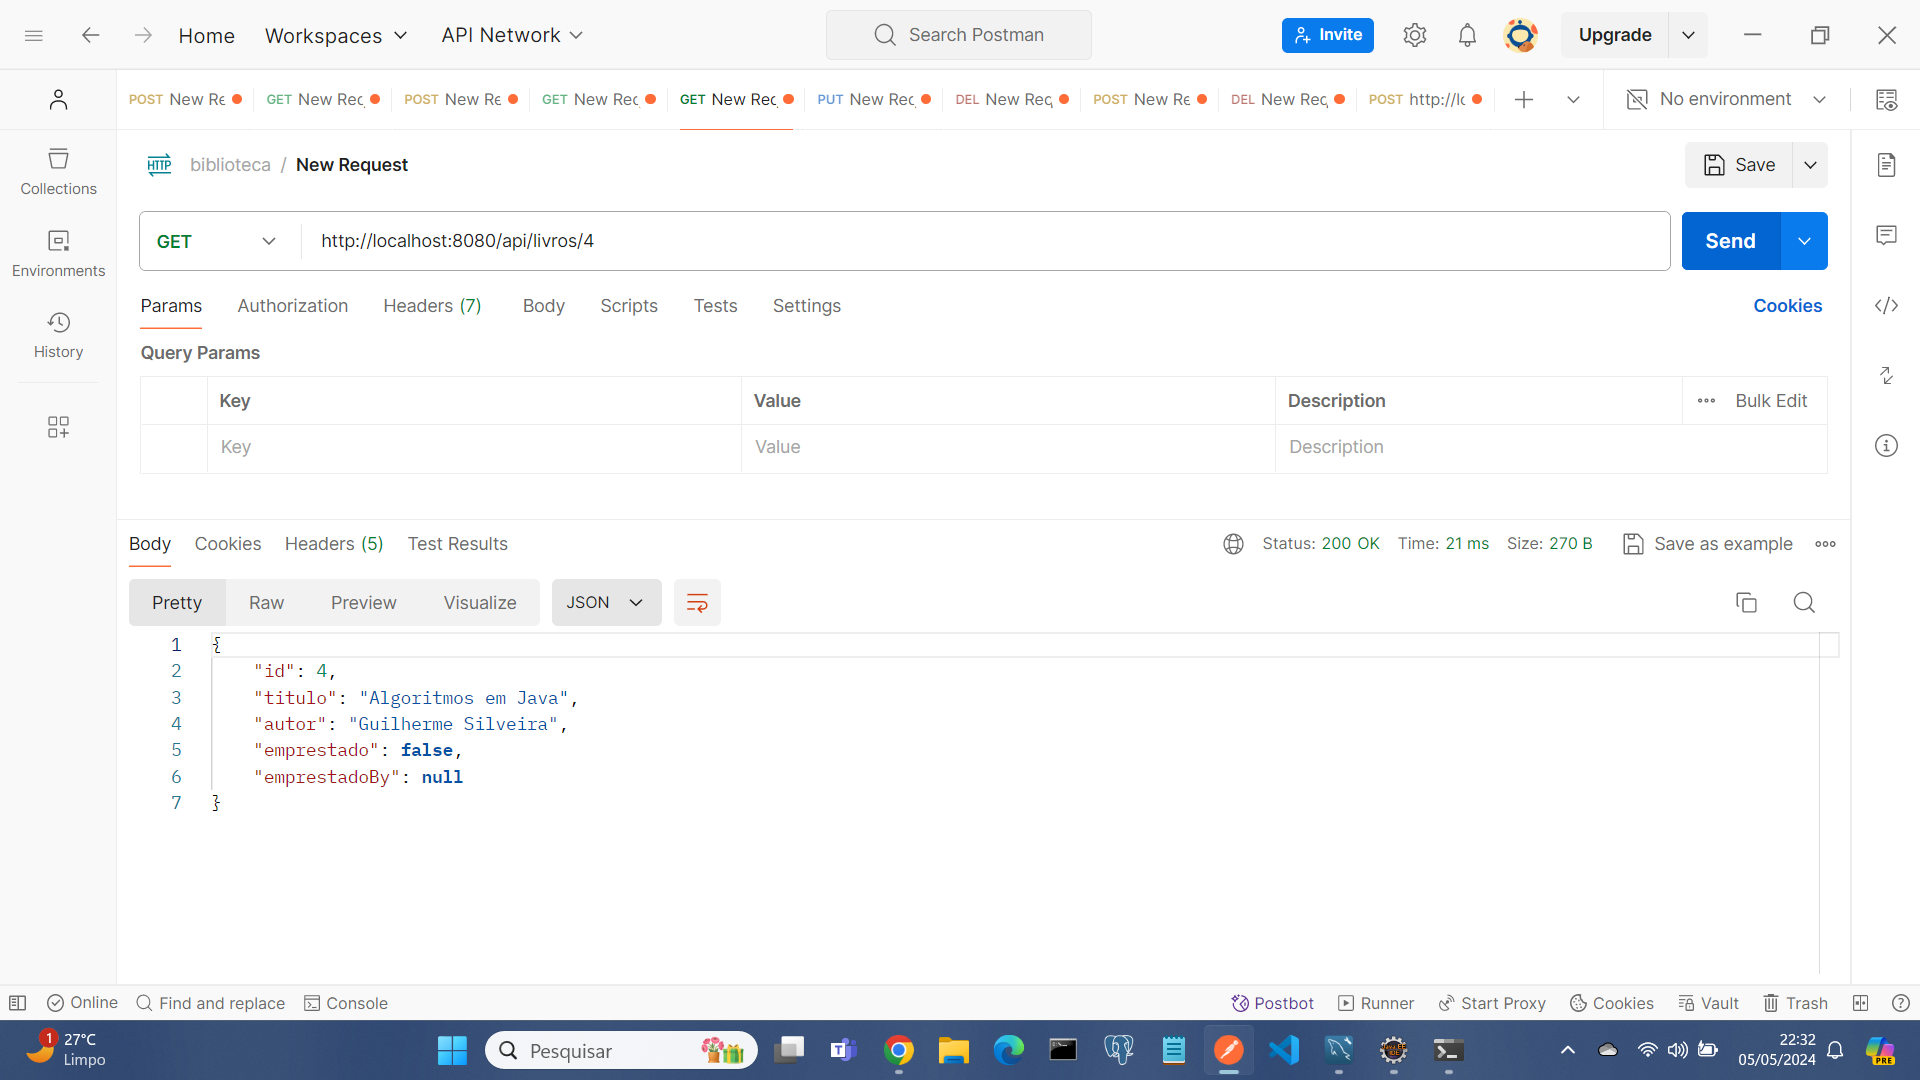 Home Workspaces API Network Search Postman Invite Upgrade
POST New Re GET New Rec POST New Re GET New Rec GET New Rec PUT New Rec DEL New Req POST New Re DEL New Rec POST http://lo No environment
HTTP biblioteca / New Request Save
Collections
GET http://localhost:8080/api/livros/4 Send
Environments
Params Authorization Headers (7) Body Scripts Tests Settings Cookies
History
Query Params
Key Value Description Bulk Edit
Key Value Description
Body Cookies Headers (5) Test Results Status: 200 OK Time: 21 ms Size: 270 B Save as example
Pretty Raw Preview Visualize JSON
1 {
2 "id": 4,
3 "titulo": "Algoritmos em Java",
4 "autor": "Guilherme Silveira",
5 "emprestado": false,
6 "emprestadoBy": null
7 }
Online Find and replace Console Postbot Runner Start Proxy Cookies Vault Trash
1 27°C
Limpo
Pesquisar
22:32
05/05/2024
PRE